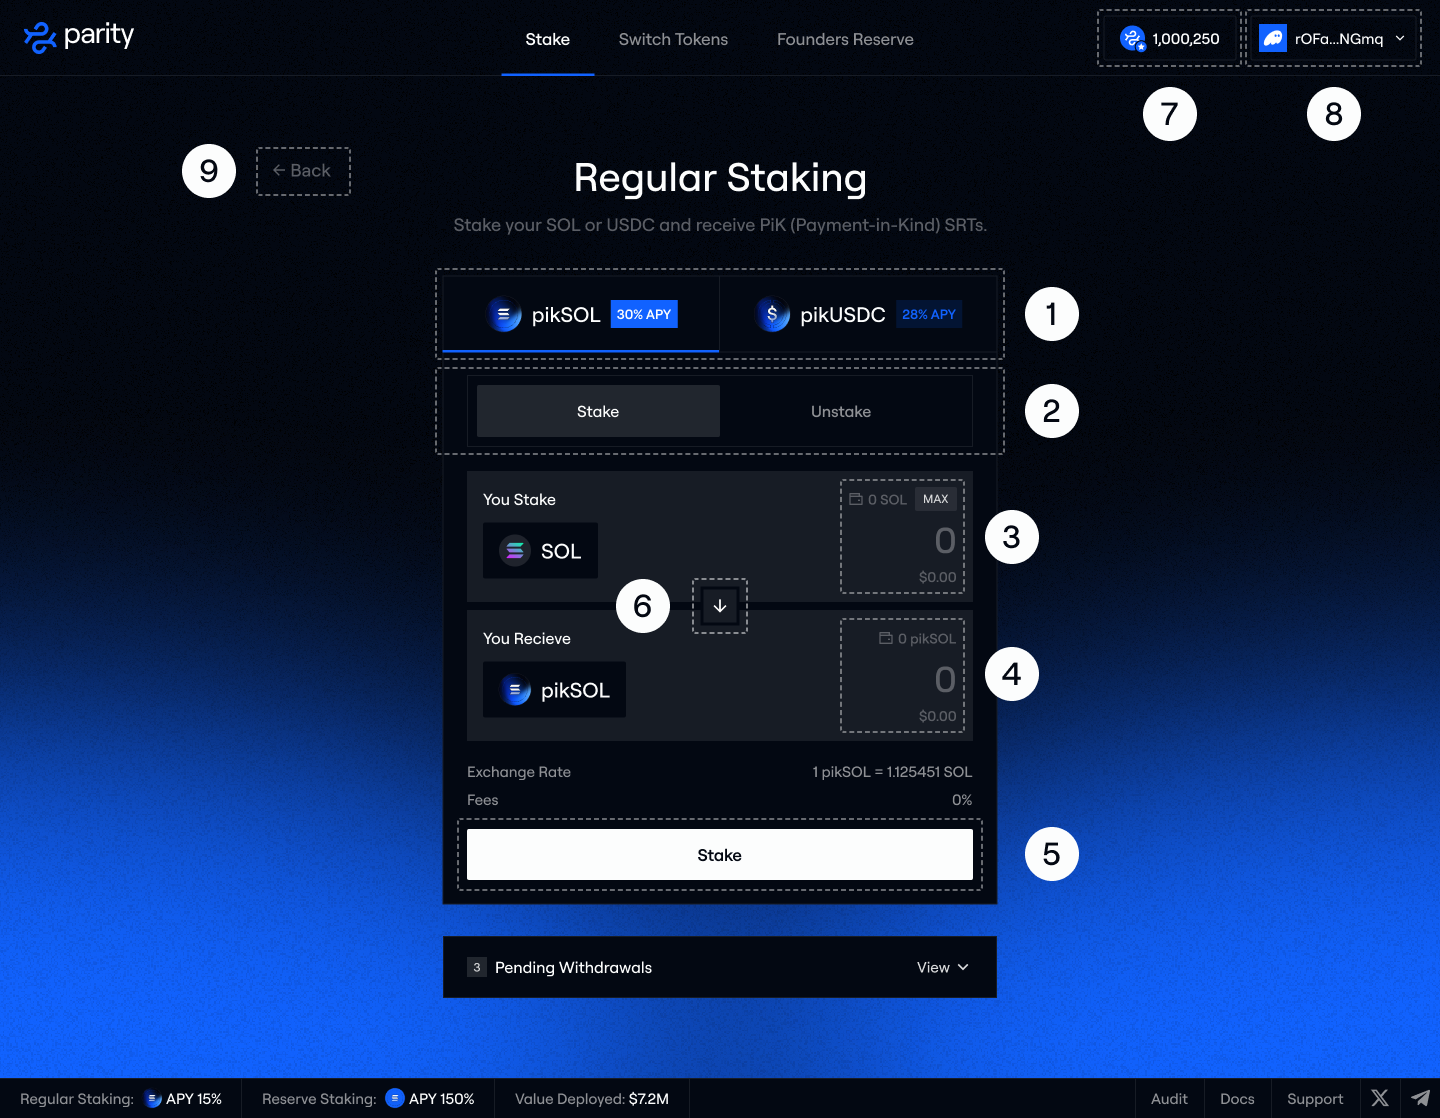 parity
Stake
Switch Tokens
Founders Reserve
1,000,250
rOFa...NGmq
7
8
9
← Back
Regular Staking
Stake your SOL or USDC and receive PiK (Payment-in-Kind) SRTs.
pikSOL 30% APY
pikUSDC 28% APY
1
Stake
Unstake
2
You Stake
0 SOL MAX
SOL
0
$0.00
3
6
You Recieve
0 pikSOL
pikSOL
0
$0.00
4
Exchange Rate
1 pikSOL = 1.125451 SOL
Fees
0%
Stake
5
3 Pending Withdrawals
View
Regular Staking: APY 15%
Reserve Staking: APY 150%
Value Deployed: $7.2M
Audit
Docs
Support